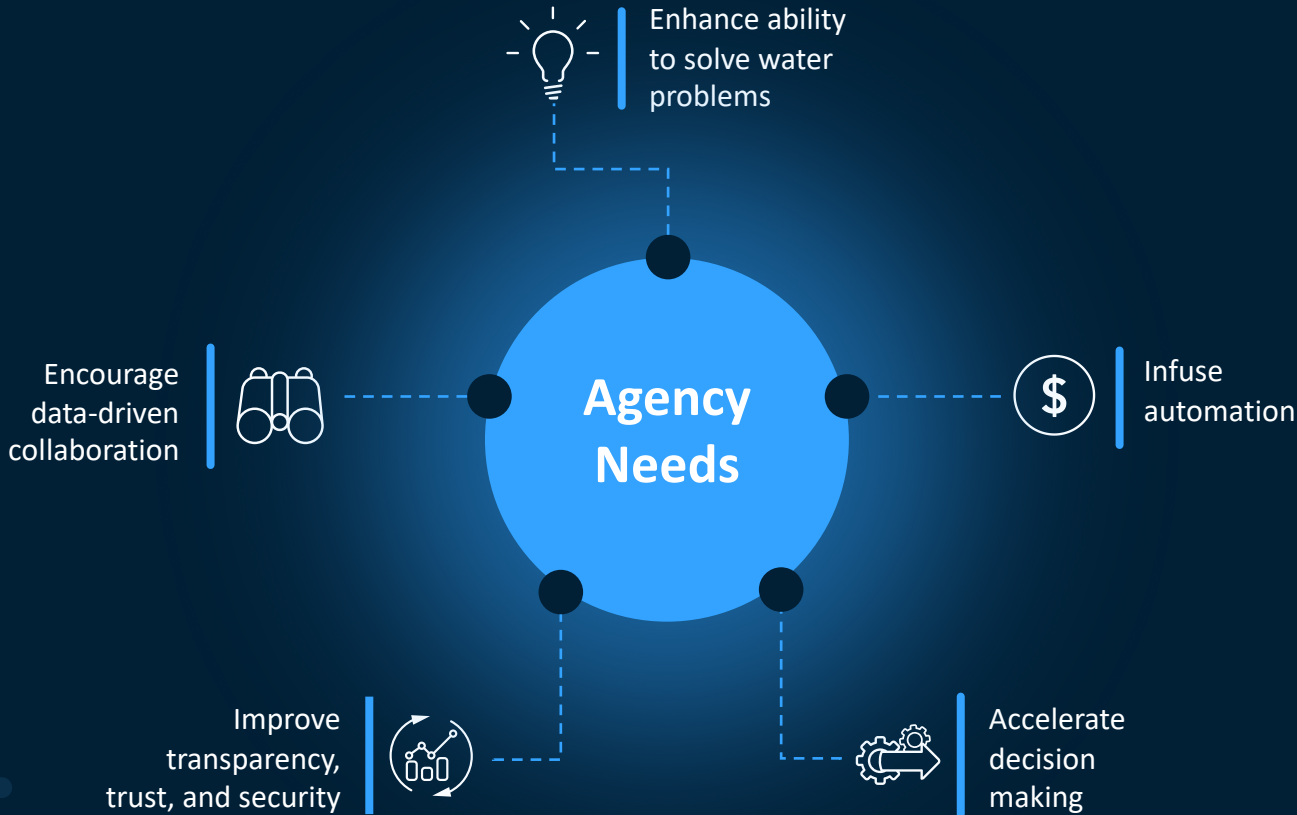 Enhance ability
to solve water
problems
Encourage
data-driven
collaboration
Agency
Needs
$
Infuse
automation
Improve
transparency,
trust, and security
Accelerate
decision
making